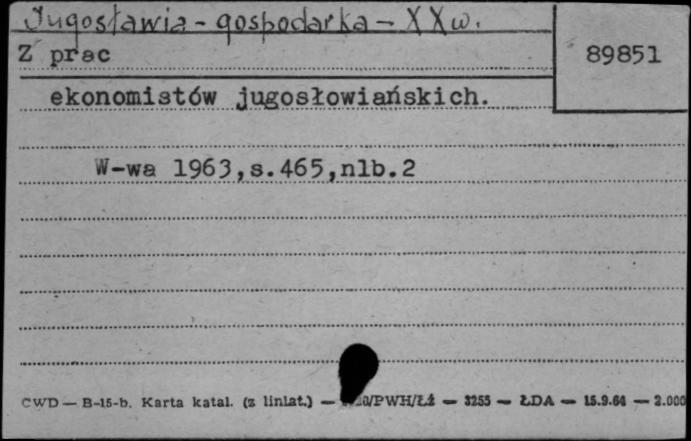 Jugosławia - gospodarka - XXw.
Z prac
89851
ekonomistów jugosłowiańskich.
W-wa 1963,s.465,nlb.2
CWD — B-15-b. Karta katal. (z liniat.) — /PWH/Łź — 3255 — ŁDA — 15.9.64 — 2.000